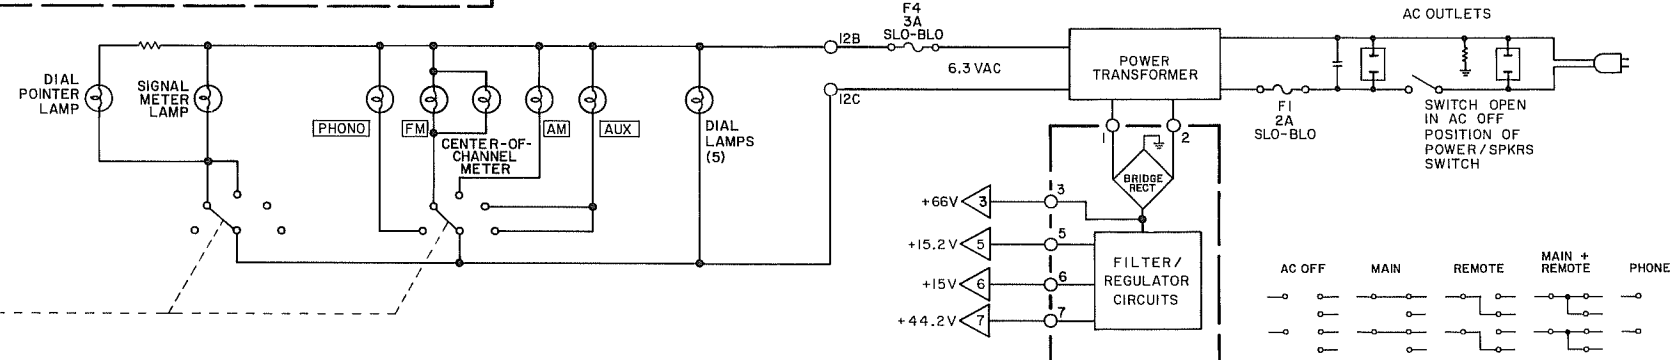 AC OUTLETS
F4
3A
SLO-BLO
12B
12C
6.3 VAC
POWER
TRANSFORMER
F1
2A
SLO-BLO
SWITCH OPEN
IN AC OFF
POSITION OF
POWER/SPKRS
SWITCH
DIAL
POINTER
LAMP
SIGNAL
METER
LAMP
PHONO
FM
AM
AUX
CENTER-OF-
CHANNEL
METER
DIAL
LAMPS
(5)
1
2
BRIDGE
RECT
+66V 3 3
+15.2V 5 5
+15V 6 6
+44.2V 7 7
FILTER/
REGULATOR
CIRCUITS
AC OFF
MAIN
REMOTE
MAIN +
REMOTE
PHONE